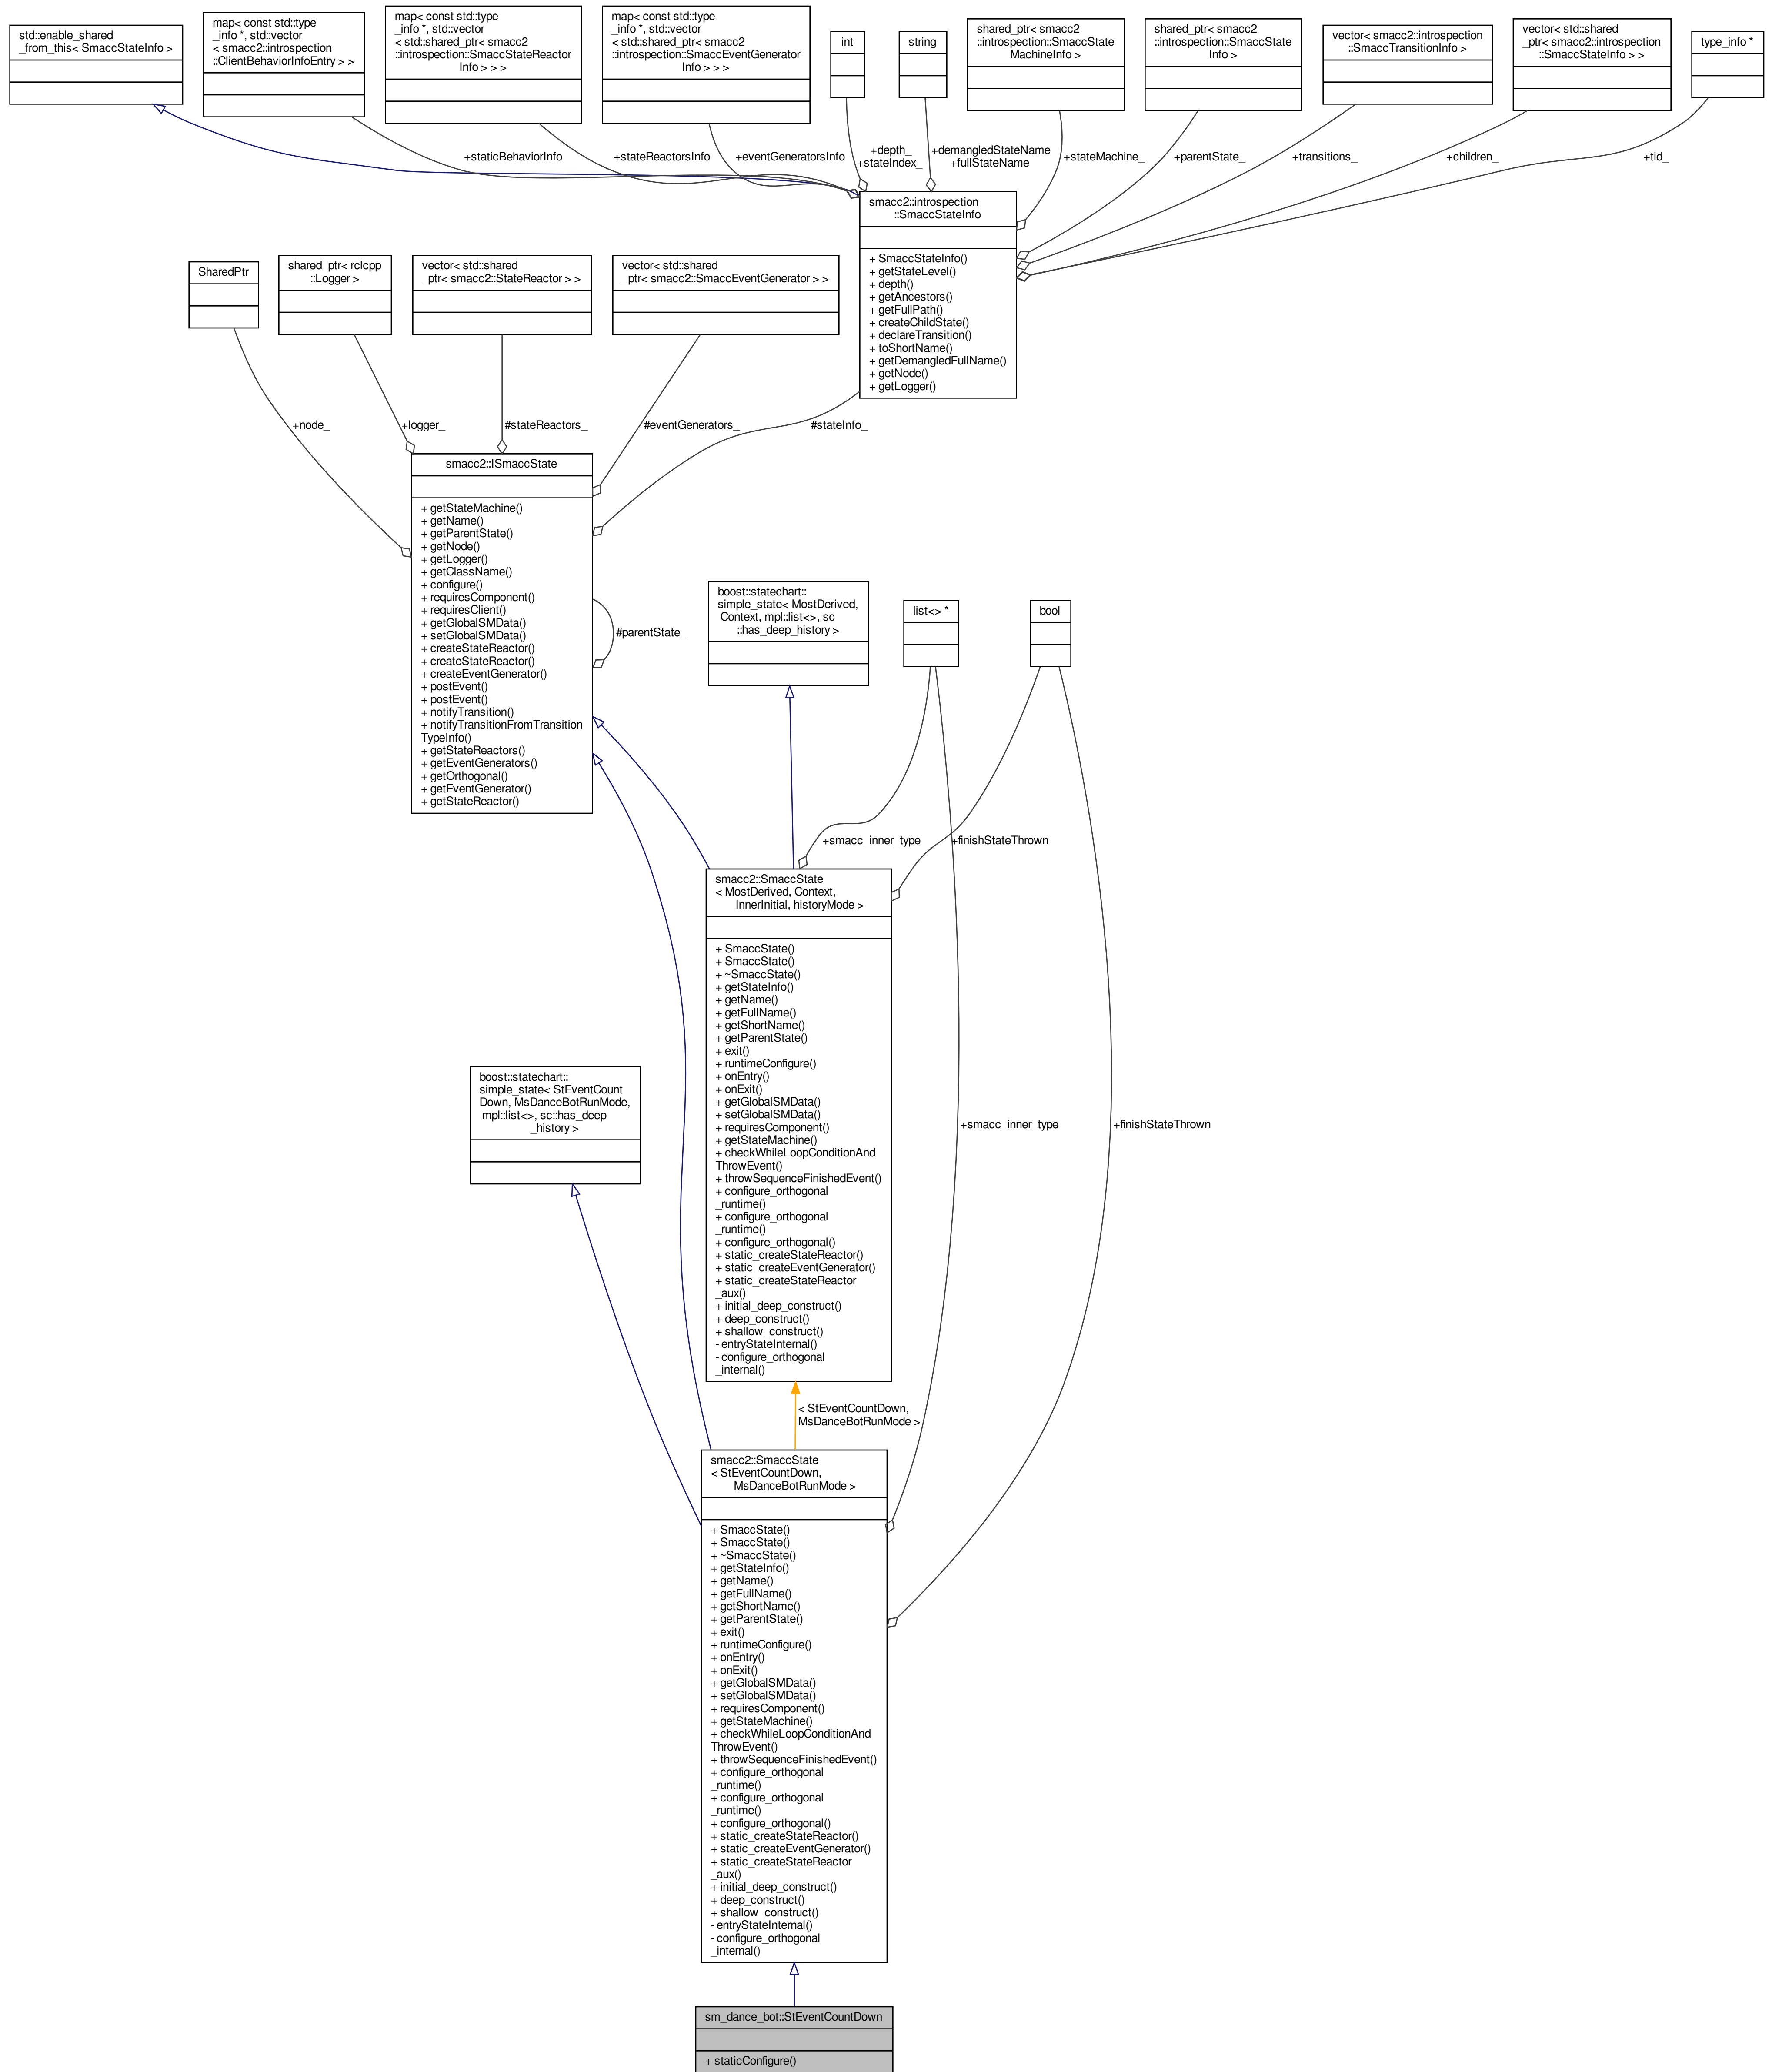 std::enable_shared
_from_this< SmaccStateInfo >
map< const std::type
_info *, std::vector
< smacc2::introspection
::ClientBehaviorInfoEntry > >
map< const std::type
_info *, std::vector
< std::shared_ptr< smacc2
::introspection::SmaccStateReactor
Info > > >
map< const std::type
_info *, std::vector
< std::shared_ptr< smacc2
::introspection::SmaccEventGenerator
Info > > >
int
string
shared_ptr< smacc2
::introspection::SmaccState
MachineInfo >
shared_ptr< smacc2
::introspection::SmaccState
Info >
vector< smacc2::introspection
::SmaccTransitionInfo >
vector< std::shared
_ptr< smacc2::introspection
::SmaccStateInfo > >
type_info *
+staticBehaviorInfo
+stateReactorsInfo
+eventGeneratorsInfo
+depth_
+stateIndex_
+demangledStateName
+fullStateName
+stateMachine_
+parentState_
+transitions_
+children_
+tid_
smacc2::introspection
::SmaccStateInfo
+ SmaccStateInfo()
+ getStateLevel()
+ depth()
+ getAncestors()
+ getFullPath()
+ createChildState()
+ declareTransition()
+ toShortName()
+ getDemangledFullName()
+ getNode()
+ getLogger()
SharedPtr
shared_ptr< rclcpp
::Logger >
vector< std::shared
_ptr< smacc2::StateReactor > >
vector< std::shared
_ptr< smacc2::SmaccEventGenerator > >
+node_
+logger_
#stateReactors_
#eventGenerators_
#stateInfo_
smacc2::ISmaccState
+ getStateMachine()
+ getName()
+ getParentState()
+ getNode()
+ getLogger()
+ getClassName()
+ configure()
+ requiresComponent()
+ requiresClient()
+ getGlobalSMData()
+ setGlobalSMData()
+ createStateReactor()
+ createStateReactor()
+ createEventGenerator()
+ postEvent()
+ postEvent()
+ notifyTransition()
+ notifyTransitionFromTransition
TypeInfo()
+ getStateReactors()
+ getEventGenerators()
+ getOrthogonal()
+ getEventGenerator()
+ getStateReactor()
#parentState_
boost::statechart::
simple_state< MostDerived,
Context, mpl::list<>, sc
::has_deep_history >
list<> *
bool
+smacc_inner_type
+finishStateThrown
smacc2::SmaccState
< MostDerived, Context,
InnerInitial, historyMode >
+ SmaccState()
+ SmaccState()
+ ~SmaccState()
+ getStateInfo()
+ getName()
+ getFullName()
+ getShortName()
+ getParentState()
+ exit()
+ runtimeConfigure()
+ onEntry()
+ onExit()
+ getGlobalSMData()
+ setGlobalSMData()
+ requiresComponent()
+ getStateMachine()
+ checkWhileLoopConditionAnd
ThrowEvent()
+ throwSequenceFinishedEvent()
+ configure_orthogonal
_runtime()
+ configure_orthogonal
_runtime()
+ configure_orthogonal()
+ static_createStateReactor()
+ static_createEventGenerator()
+ static_createStateReactor
_aux()
+ initial_deep_construct()
+ deep_construct()
+ shallow_construct()
- entryStateInternal()
- configure_orthogonal
_internal()
boost::statechart::
simple_state< StEventCount
Down, MsDanceBotRunMode,
mpl::list<>, sc::has_deep
_history >
+smacc_inner_type
+finishStateThrown
< StEventCountDown,
MsDanceBotRunMode >
smacc2::SmaccState
< StEventCountDown,
MsDanceBotRunMode >
+ SmaccState()
+ SmaccState()
+ ~SmaccState()
+ getStateInfo()
+ getName()
+ getFullName()
+ getShortName()
+ getParentState()
+ exit()
+ runtimeConfigure()
+ onEntry()
+ onExit()
+ getGlobalSMData()
+ setGlobalSMData()
+ requiresComponent()
+ getStateMachine()
+ checkWhileLoopConditionAnd
ThrowEvent()
+ throwSequenceFinishedEvent()
+ configure_orthogonal
_runtime()
+ configure_orthogonal
_runtime()
+ configure_orthogonal()
+ static_createStateReactor()
+ static_createEventGenerator()
+ static_createStateReactor
_aux()
+ initial_deep_construct()
+ deep_construct()
+ shallow_construct()
- entryStateInternal()
- configure_orthogonal
_internal()
sm_dance_bot::StEventCountDown
+ staticConfigure()